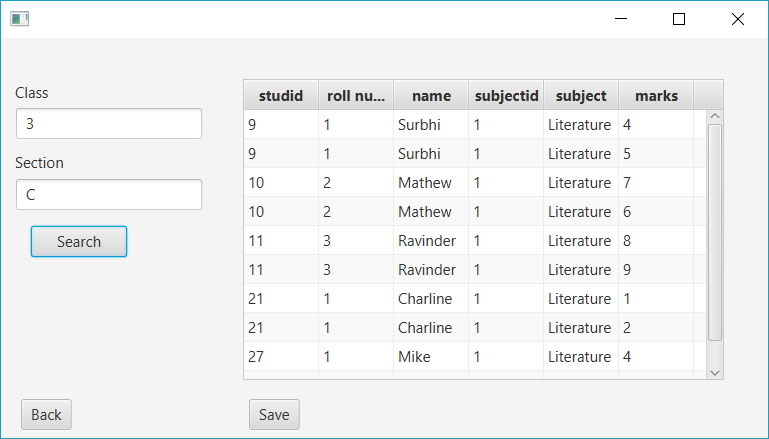 Class
3
Section
C
Search
studid roll nu... name subjectid subject marks
9 1 Surbhi 1 Literature 4
9 1 Surbhi 1 Literature 5
10 2 Mathew 1 Literature 7
10 2 Mathew 1 Literature 6
11 3 Ravinder 1 Literature 8
11 3 Ravinder 1 Literature 9
21 1 Charline 1 Literature 1
21 1 Charline 1 Literature 2
27 1 Mike 1 Literature 4
Back
Save